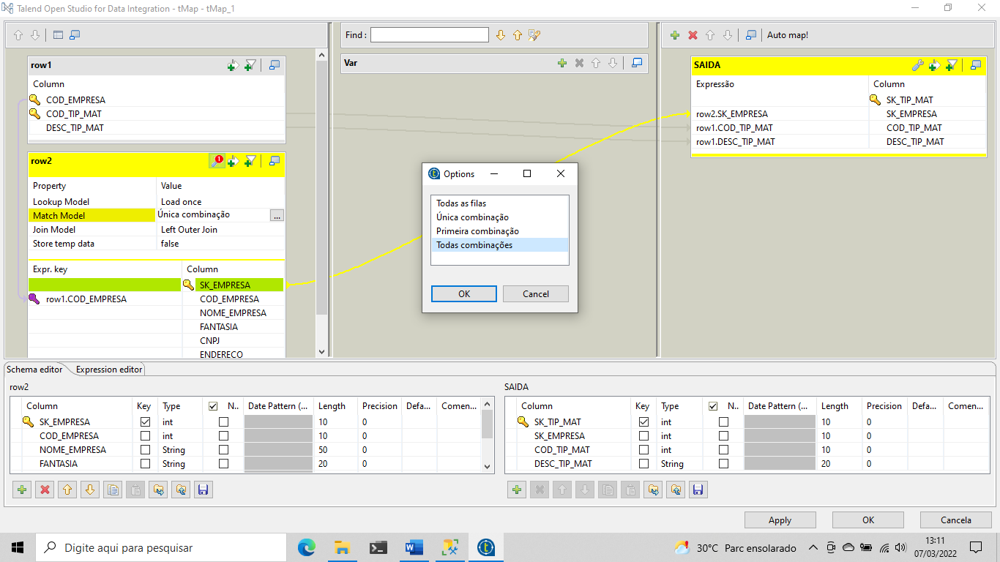 Talend Open Studio for Data Integration - tMap - tMap_1
Find :
Auto map!
row1
Column
COD_EMPRESA
COD_TIP_MAT
DESC_TIP_MAT
row2
1
Property Value
Lookup Model Load once
Match Model Única combinação ...
Join Model Left Outer Join
Store temp data false
Expr. key Column
SK_EMPRESA
row1.COD_EMPRESA COD_EMPRESA
NOME_EMPRESA
FANTASIA
CNPJ
ENDERECO
Var
SAIDA
Expressão Column
SK_TIP_MAT
row2.SK_EMPRESA SK_EMPRESA
row1.COD_TIP_MAT COD_TIP_MAT
row1.DESC_TIP_MAT DESC_TIP_MAT
Options
Todas as filas
Única combinação
Primeira combinação
Todas combinações
OK Cancel
Schema editor Expression editor
row2
Column Key Type N.. Date Pattern (... Length Precision Defa... Comen...
SK_EMPRESA int 10 0
COD_EMPRESA int 10 0
NOME_EMPRESA String 50 0
FANTASIA String 20 0
SAIDA
Column Key Type N.. Date Pattern (... Length Precision Defa... Comen...
SK_TIP_MAT int 10 0
SK_EMPRESA int 10 0
COD_TIP_MAT int 10 0
DESC_TIP_MAT String 20 0
Apply OK Cancela
Digite aqui para pesquisar
30°C Parc ensolarado
13:11
07/03/2022